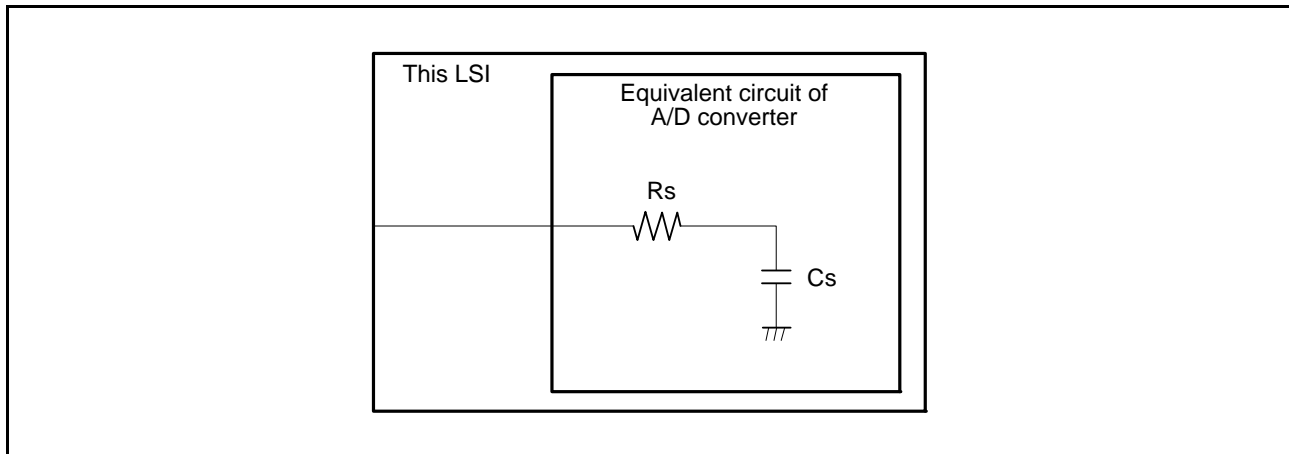 This LSI
Equivalent circuit of
A/D converter
Rs
Cs